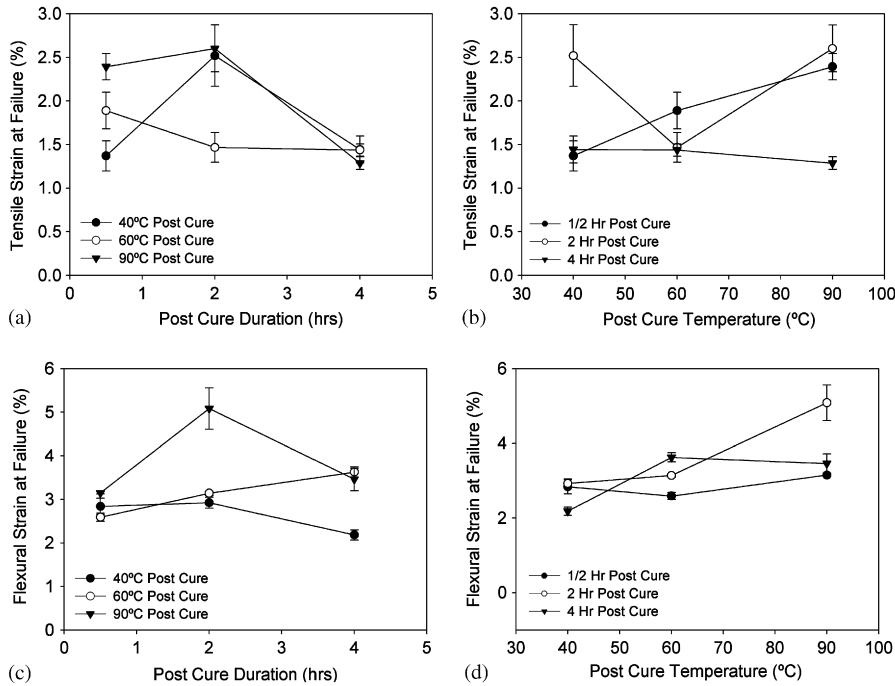 3.0
2.5
2.0
1.5
1.0
0.5
0.0
Tensile Strain at Failure (%)
40ºC Post Cure
60ºC Post Cure
90ºC Post Cure
0 1 2 3 4 5
(a)
Post Cure Duration (hrs)
3.0
2.5
2.0
1.5
1.0
0.5
0.0
Tensile Strain at Failure (%)
1/2 Hr Post Cure
2 Hr Post Cure
4 Hr Post Cure
30 40 50 60 70 80 90 100
(b)
Post Cure Temperature (ºC)
6
5
4
3
2
1
0
Flexural Strain at Failure (%)
40ºC Post Cure
60ºC Post Cure
90ºC Post Cure
0 1 2 3 4 5
(c)
Post Cure Duration (hrs)
6
4
2
0
Flexural Strain at Failure (%)
1/2 Hr Post Cure
2 Hr Post Cure
4 Hr Post Cure
30 40 50 60 70 80 90 100
(d)
Post Cure Temperature (ºC)